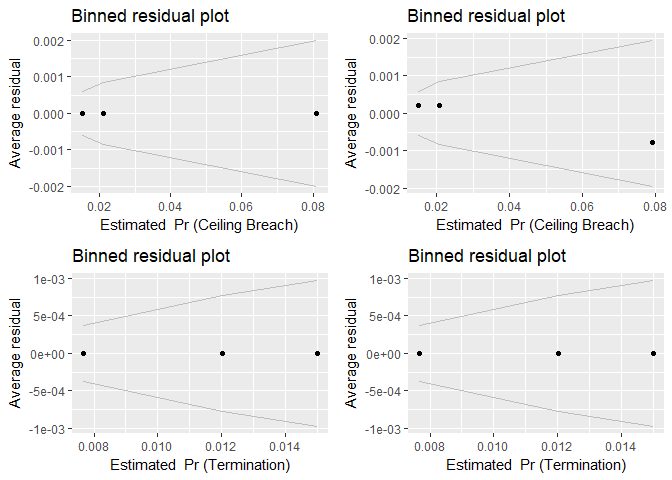 Binned residual plot
Average residual
0.002
0.001
0.000
-0.001
-0.002
0.02 0.04 0.06 0.08
Estimated Pr (Ceiling Breach)
Binned residual plot
Average residual
0.002
0.001
0.000
-0.001
-0.002
0.02 0.04 0.06 0.08
Estimated Pr (Ceiling Breach)
Binned residual plot
Average residual
1e-03
5e-04
0e+00
-5e-04
-1e-03
0.008 0.010 0.012 0.014
Estimated Pr (Termination)
Binned residual plot
Average residual
1e-03
5e-04
0e+00
-5e-04
-1e-03
0.008 0.010 0.012 0.014
Estimated Pr (Termination)